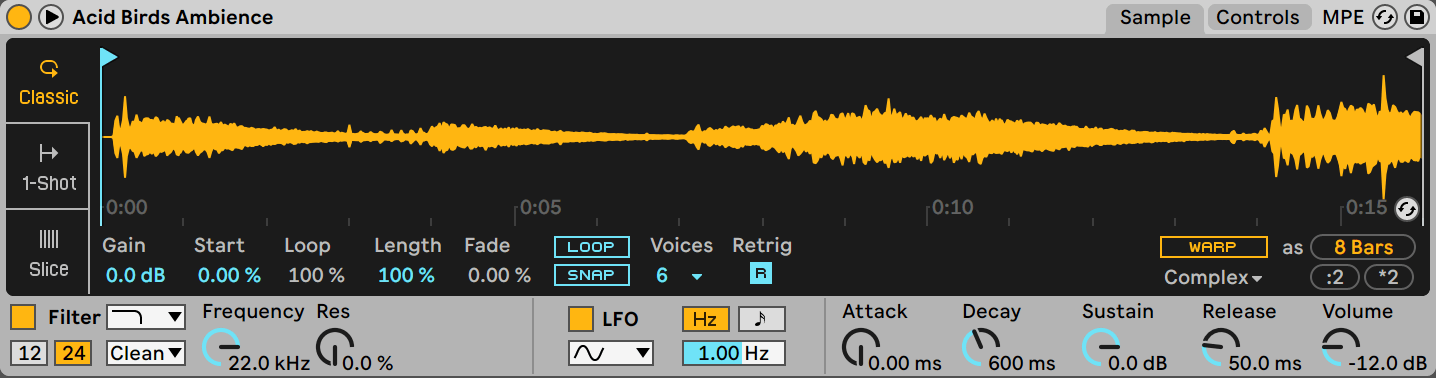 Acid Birds Ambience Sample Controls MPE
Classic
1-Shot
Slice
0:00 0:05 0:10 0:15
Gain Start Loop Length Fade LOOP Voices Retrig WARP as 8 Bars
0.0 dB 0.00 % 100 % 100 % 0.00 % SNAP 6 R Complex :2 *2
Filter Frequency Res LFO Hz Attack Decay Sustain Release Volume
12 24 Clean 22.0 kHz 0.0 % 1.00 Hz 0.00 ms 600 ms 0.0 dB 50.0 ms -12.0 dB